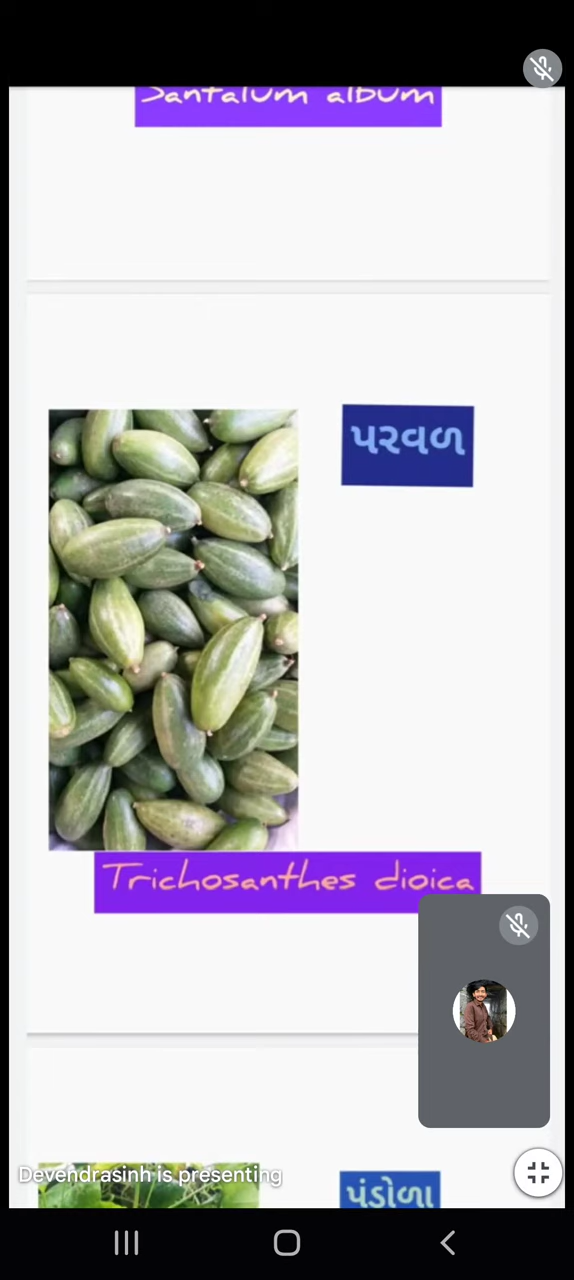 Santalum album
પરવળ
Trichosanthes dioica
Devendrasinh is presenting
પંડોળા